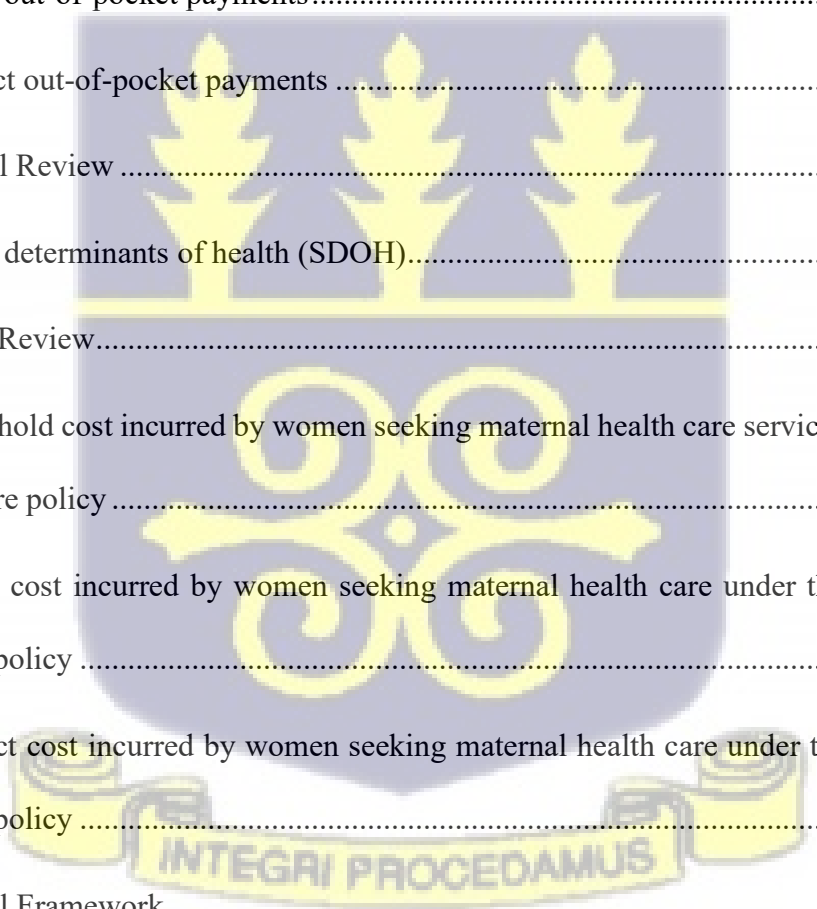 out-of-pocket payments....................
ct out-of-pocket payments ....................
l Review ....................
determinants of health (SDOH)....................
Review....................
hold cost incurred by women seeking maternal health care servic
re policy ....................
cost incurred by women seeking maternal health care under t
policy ....................
ct cost incurred by women seeking maternal health care under t
policy ....................
INTEGRI PROCEDAMUS
l Framework